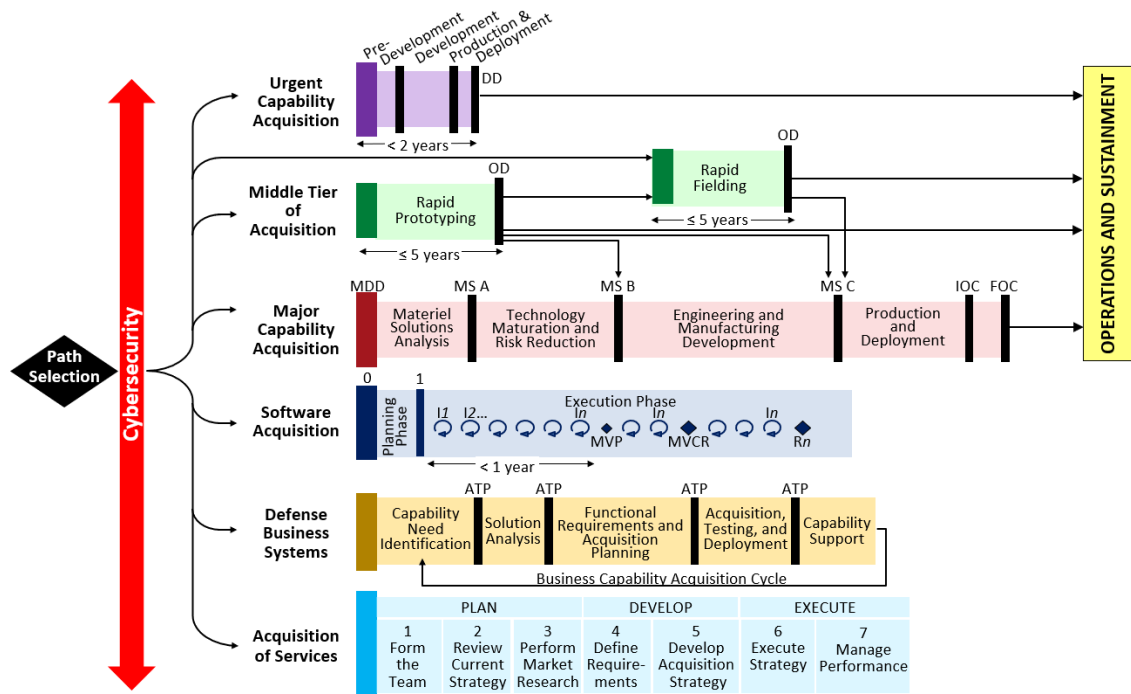 Pre-
Development
Development
Production &
Deployment
DD
Urgent
Capability
Acquisition
< 2 years
OD
Rapid
Fielding
≤ 5 years
OD
Middle Tier
of
Acquisition
Rapid
Prototyping
≤ 5 years
OPERATIONS AND SUSTAINMENT
Path
Selection
Cybersecurity
MDD
MS A
MS B
MS C
IOC
FOC
Major
Capability
Acquisition
Materiel
Solutions
Analysis
Technology
Maturation and
Risk Reduction
Engineering and
Manufacturing
Development
Production
and
Deployment
0
1
Software
Acquisition
Planning
Phase
Execution Phase
I1
I2...
In
In
In
MVP
MVCR
Rn
< 1 year
ATP
ATP
ATP
ATP
Defense
Business
Systems
Capability
Need
Identification
Solution
Analysis
Functional
Requirements and
Acquisition
Planning
Acquisition,
Testing, and
Deployment
Capability
Support
Business Capability Acquisition Cycle
Acquisition
of Services
PLAN
DEVELOP
EXECUTE
1
Form
the
Team
2
Review
Current
Strategy
3
Perform
Market
Research
4
Define
Require-
ments
5
Develop
Acquisition
Strategy
6
Execute
Strategy
7
Manage
Performance